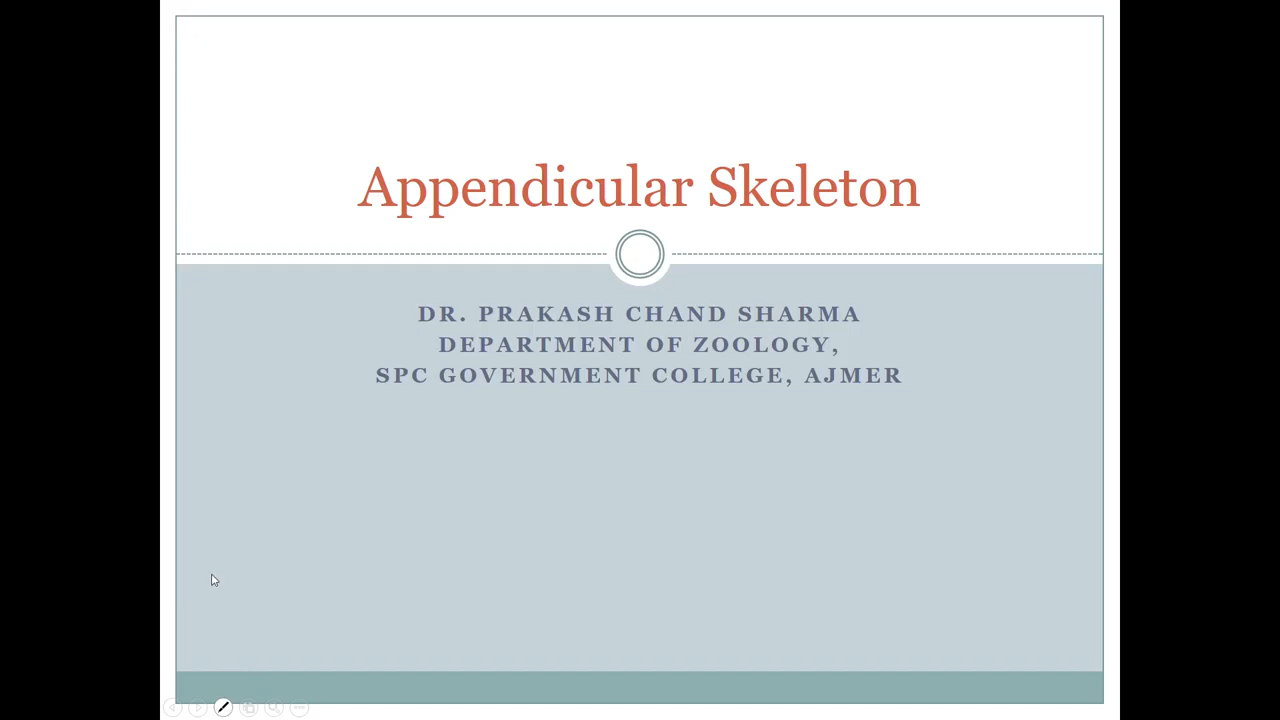 Appendicular Skeleton
DR. PRAKASH CHAND SHARMA
DEPARTMENT OF ZOOLOGY,
SPC GOVERNMENT COLLEGE, AJMER